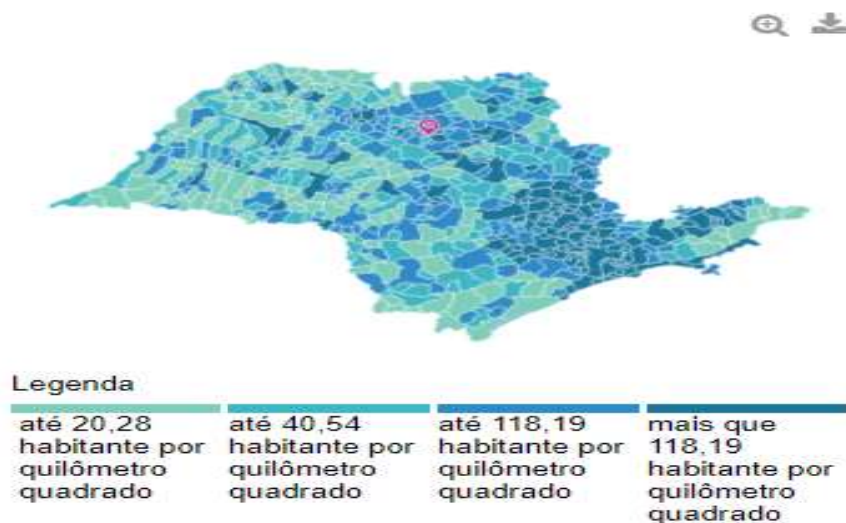 Legenda
até 20,28
habitante por
quilômetro
quadrado
até 40,54
habitante por
quilômetro
quadrado
até 118,19
habitante por
quilômetro
quadrado
mais que
118,19
habitante por
quilômetro
quadrado